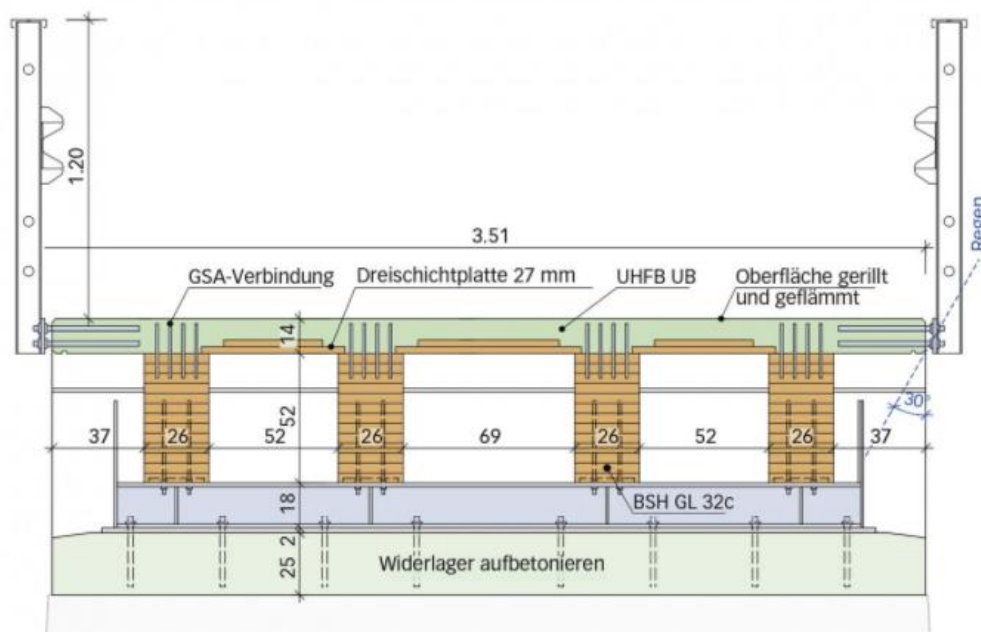 1.20
Regen
3.51
GSA-Verbindung
Dreischichtplatte 27 mm
UHFB UB
Oberfläche gerillt
und geflämmt
14
52
30°
37
26
52
26
69
26
52
26
37
BSH GL 32c
18
2
25
Widerlager aufbetonieren